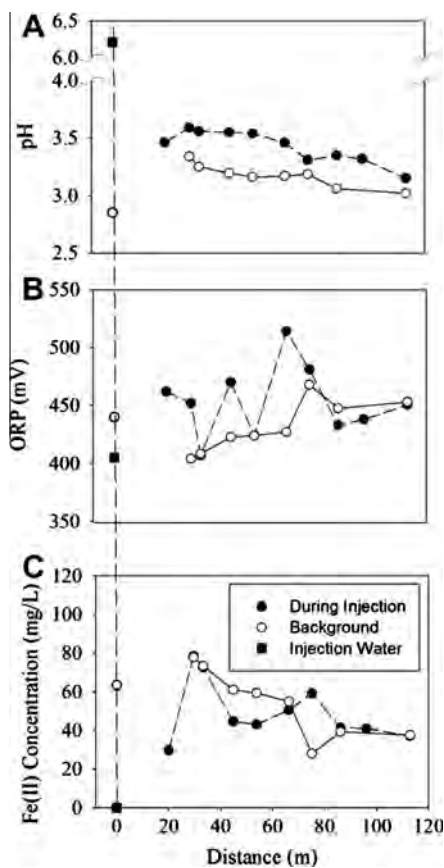 A
6.5
6.0
4.0
3.5
3.0
2.5
pH
B
550
500
450
400
350
ORP (mV)
C
120
100
80
60
40
20
0
Fe(II) Concentration (mg/L)
During Injection
Background
Injection Water
0 20 40 60 80 100 120
Distance (m)